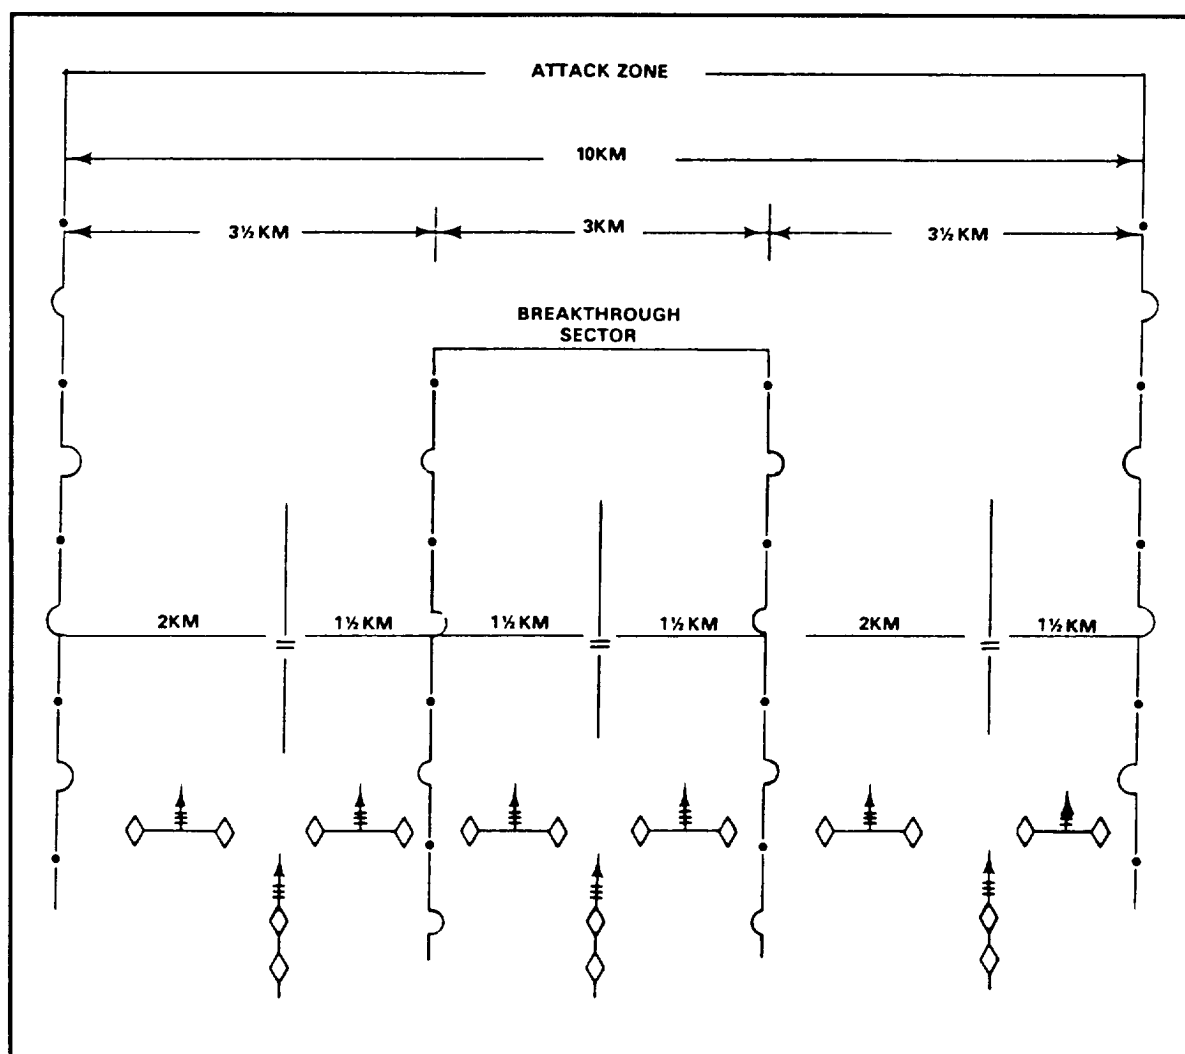 ATTACK ZONE
10KM
3½ KM
3KM
3½ KM
BREAKTHROUGH
SECTOR
2KM
1½ KM
1½ KM
1½ KM
2KM
1½ KM